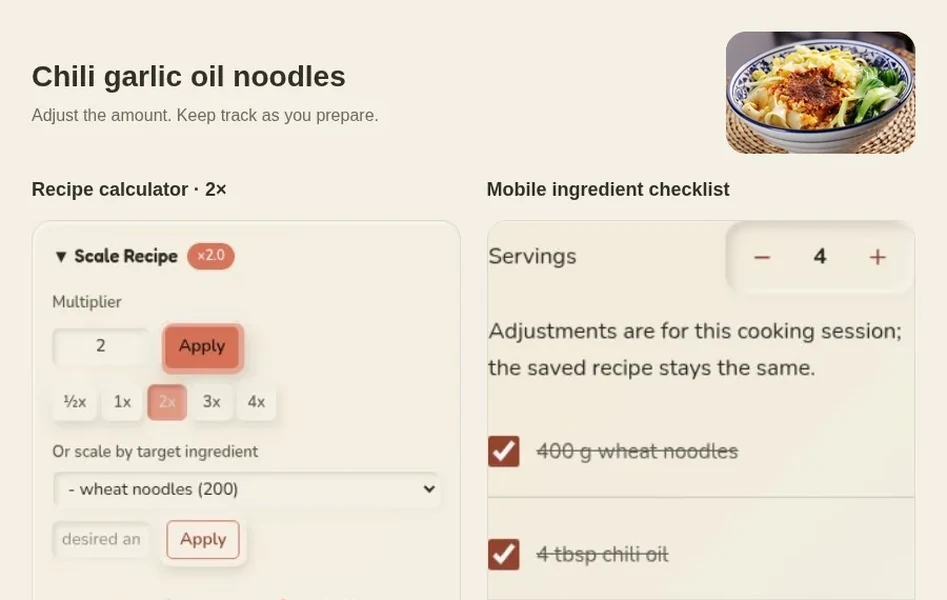 Chili garlic oil noodles
Adjust the amount. Keep track as you prepare.
Recipe calculator · 2×
▼ Scale Recipe ×2.0
Multiplier
2 Apply
½x 1x 2x 3x 4x
Or scale by target ingredient
- wheat noodles (200)
desired an Apply
Mobile ingredient checklist
Servings − 4 +
Adjustments are for this cooking session;
the saved recipe stays the same.
400 g wheat noodles
4 tbsp chili oil